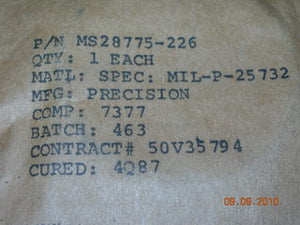 P/N MS28775-226
QTY: 1 EACH
MATL: SPEC: MIL-P-25732
MFG: PRECISION
COMP: 7377
BATCH: 463
CONTRACT# 50V35794
CURED: 4Q87
09.09.2010